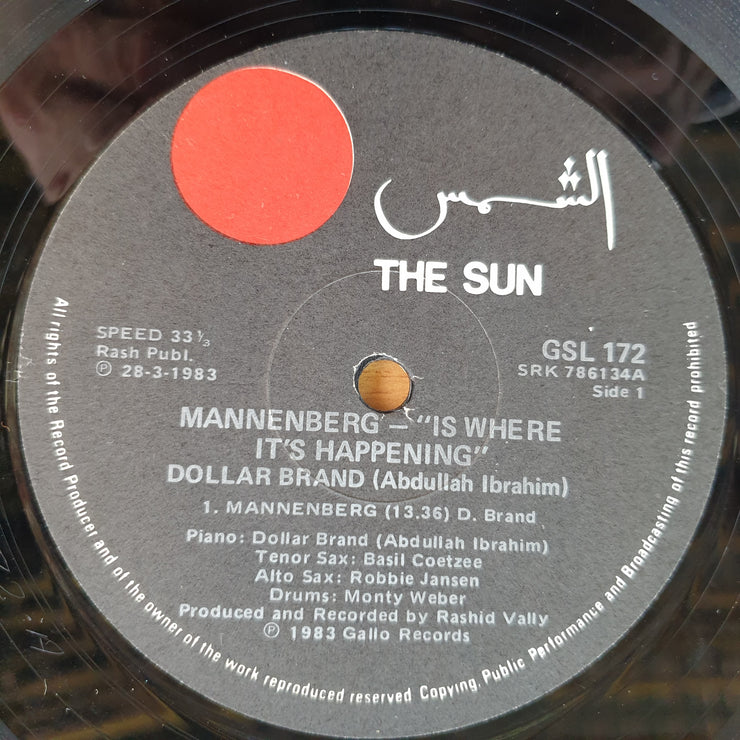 الشمس
THE SUN
SPEED 33 1/3
Rash Publ.
℗ 28-3-1983
GSL 172
SRK 786134A
Side 1
MANNENBERG – "IS WHERE
IT'S HAPPENING"
DOLLAR BRAND (Abdullah Ibrahim)
1. MANNENBERG (13.36) D. Brand
Piano: Dollar Brand (Abdullah Ibrahim)
Tenor Sax: Basil Coetzee
Alto Sax: Robbie Jansen
Drums: Monty Weber
Produced and Recorded by Rashid Vally
℗ 1983 Gallo Records
All rights of the Record Producer and of the owner of the work reproduced reserved Copying, Public Performance and Broadcasting of this record prohibited